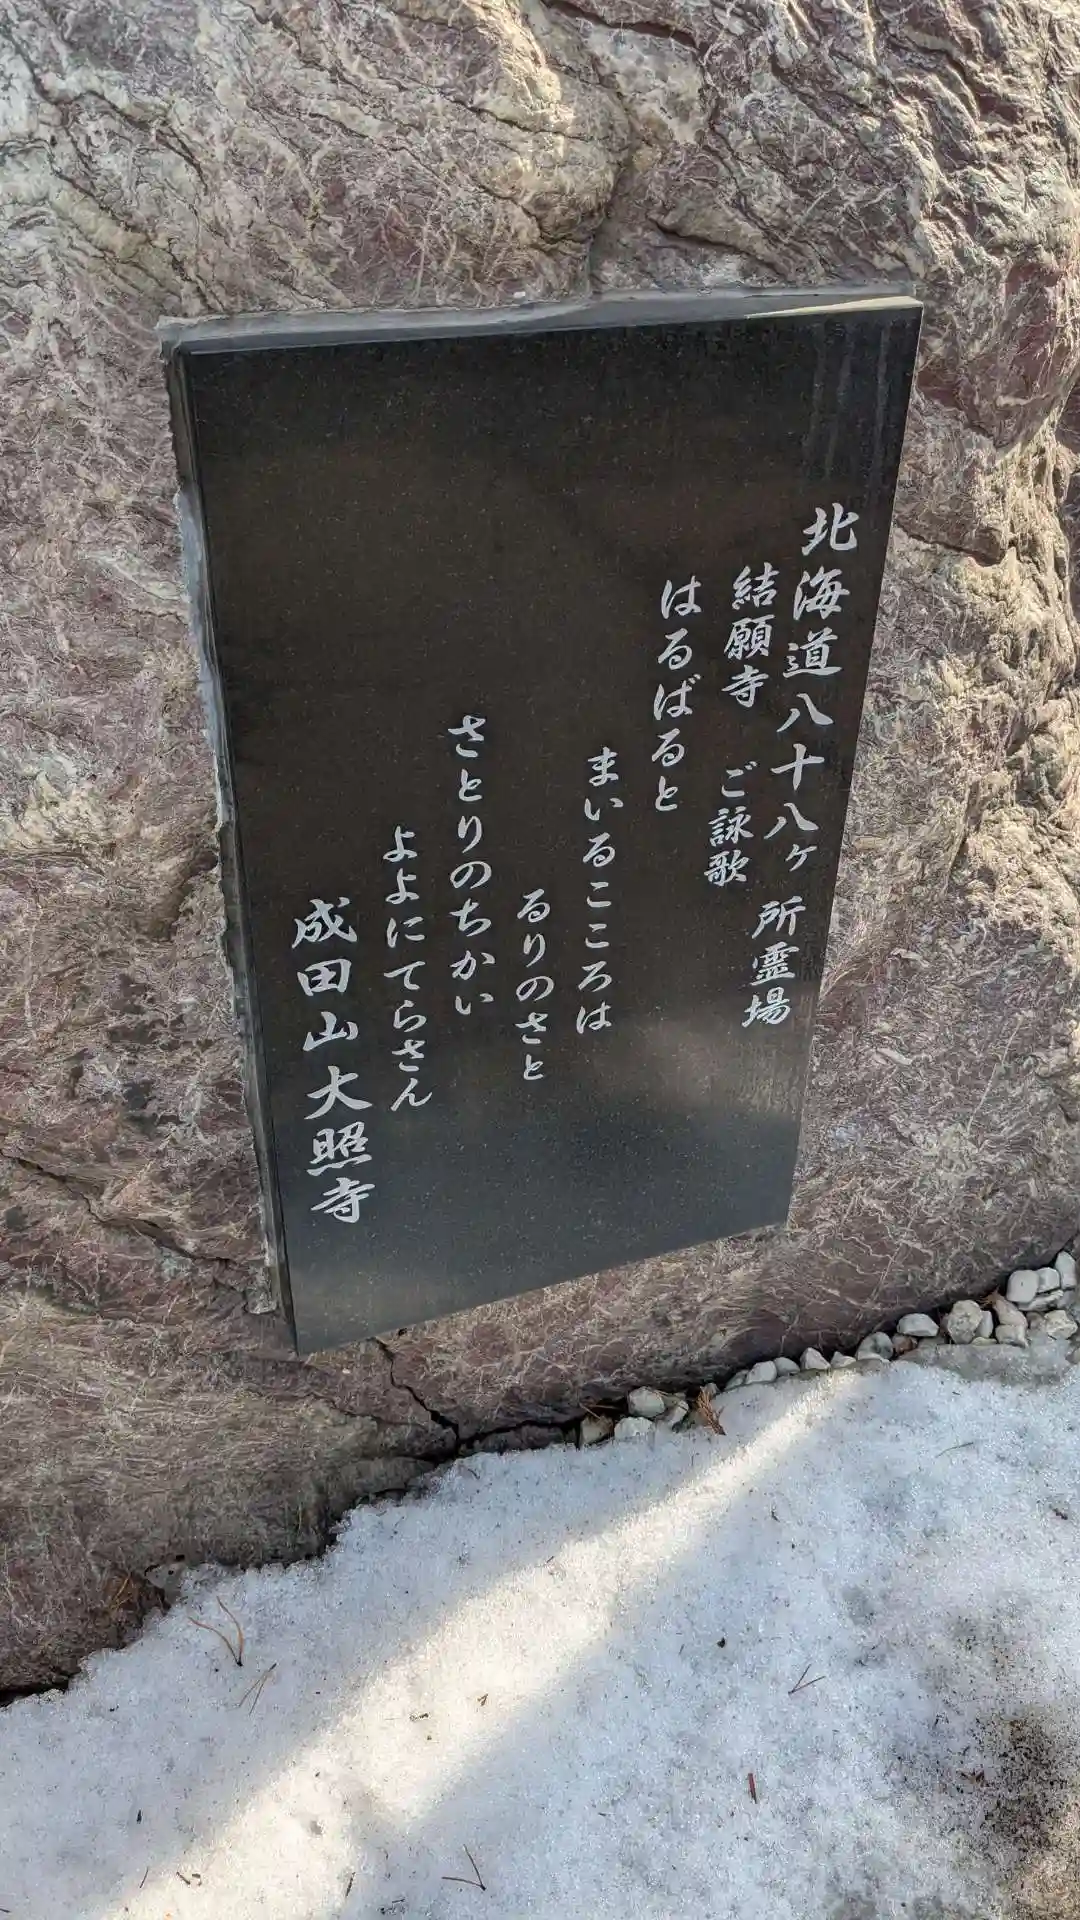 北海道八十八ヶ所霊場
結願寺 ご詠歌
はるばると
まいるこころは
るりのさと
さとりのちかい
よよにてらさん
成田山大照寺